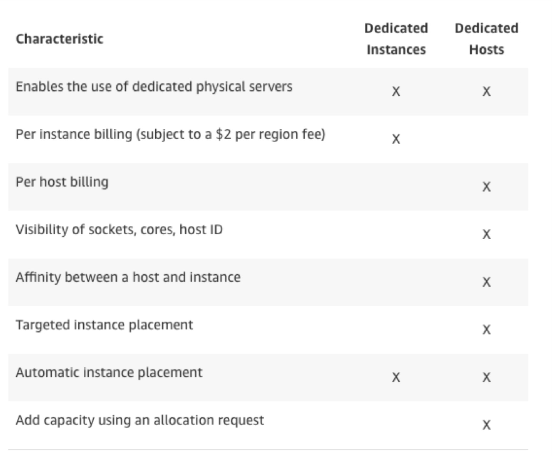 Characteristic Dedicated Instances Dedicated Hosts
Enables the use of dedicated physical servers X X
Per instance billing (subject to a $2 per region fee) X
Per host billing X
Visibility of sockets, cores, host ID X
Affinity between a host and instance X
Targeted instance placement X
Automatic instance placement X X
Add capacity using an allocation request X